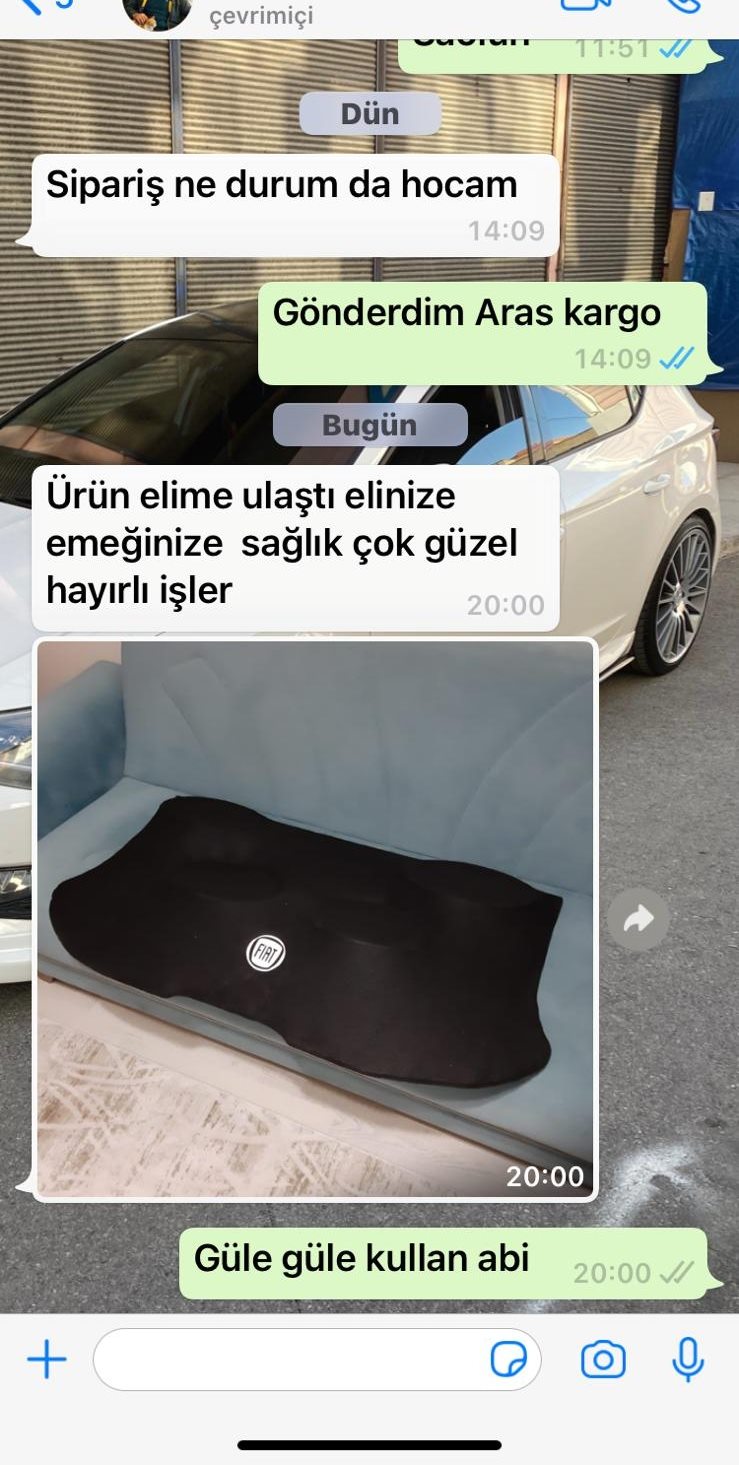 çevrimiçi
11:51
Dün
Sipariş ne durum da hocam
14:09
Gönderdim Aras kargo
14:09
Bugün
Ürün elime ulaştı elinize
emeğinize sağlık çok güzel
hayırlı işler
20:00
FIAT
20:00
Güle güle kullan abi
20:00